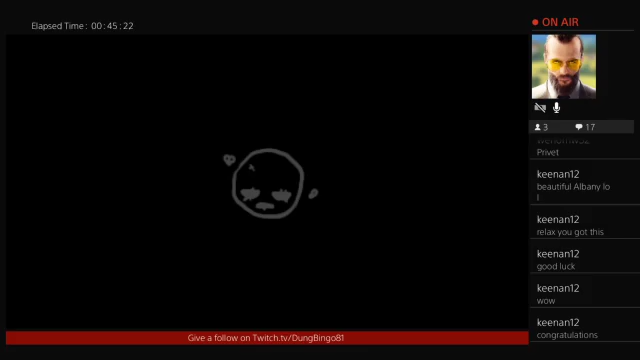 Elapsed Time : 00 : 45 : 22
ON AIR
3
17
Privet
keenan12
beautiful Albany lo
l
keenan12
relax you got this
keenan12
good luck
keenan12
wow
keenan12
congratulations
Give a follow on Twitch.tv/DungBingo81